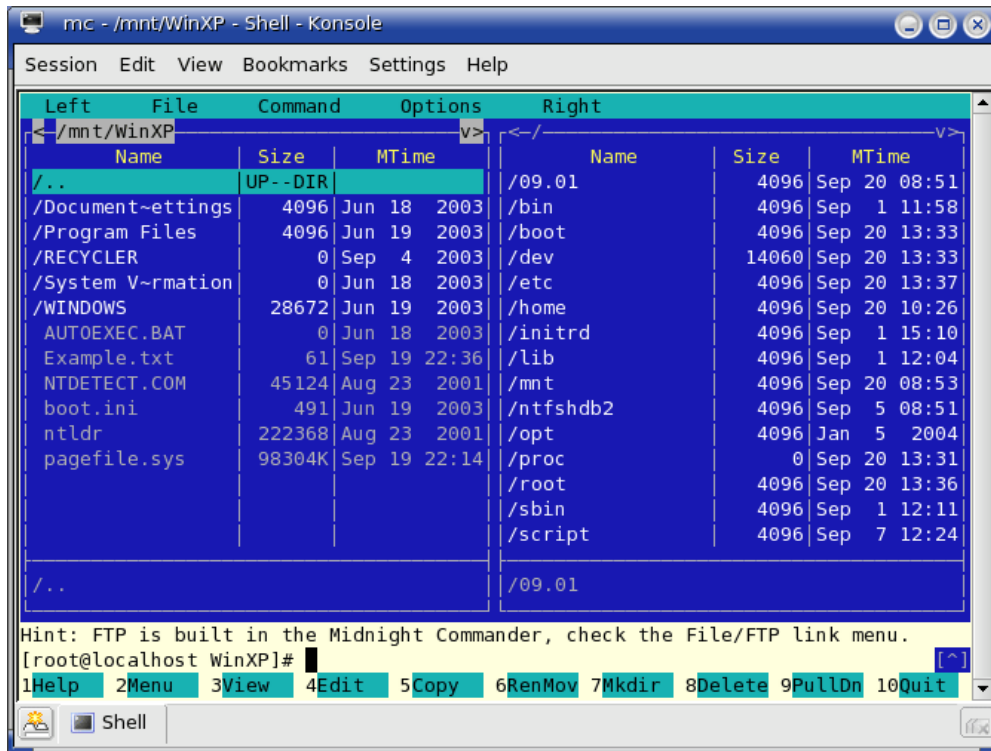 mc - /mnt/WinXP - Shell - Konsole
Session Edit View Bookmarks Settings Help
Left File Command Options Right
<-/mnt/WinXP v> <-/ v>
Name Size MTime Name Size MTime
/.. UP--DIR /09.01 4096 Sep 20 08:51
/Document~ettings 4096 Jun 18 2003 /bin 4096 Sep 1 11:58
/Program Files 4096 Jun 19 2003 /boot 4096 Sep 20 13:33
/RECYCLER 0 Sep 4 2003 /dev 14060 Sep 20 13:33
/System V~rmation 0 Jun 18 2003 /etc 4096 Sep 20 13:37
/WINDOWS 28672 Jun 19 2003 /home 4096 Sep 20 10:26
AUTOEXEC.BAT 0 Jun 18 2003 /initrd 4096 Sep 1 15:10
Example.txt 61 Sep 19 22:36 /lib 4096 Sep 1 12:04
NTDETECT.COM 45124 Aug 23 2001 /mnt 4096 Sep 20 08:53
boot.ini 491 Jun 19 2003 /ntfshdb2 4096 Sep 5 08:51
ntldr 222368 Aug 23 2001 /opt 4096 Jan 5 2004
pagefile.sys 98304K Sep 19 22:14 /proc 0 Sep 20 13:31
/root 4096 Sep 20 13:36
/sbin 4096 Sep 1 12:11
/script 4096 Sep 7 12:24
/.. /09.01
Hint: FTP is built in the Midnight Commander, check the File/FTP link menu.
[root@localhost WinXP]# [^]
1Help 2Menu 3View 4Edit 5Copy 6RenMov 7Mkdir 8Delete 9PullDn 10Quit
Shell